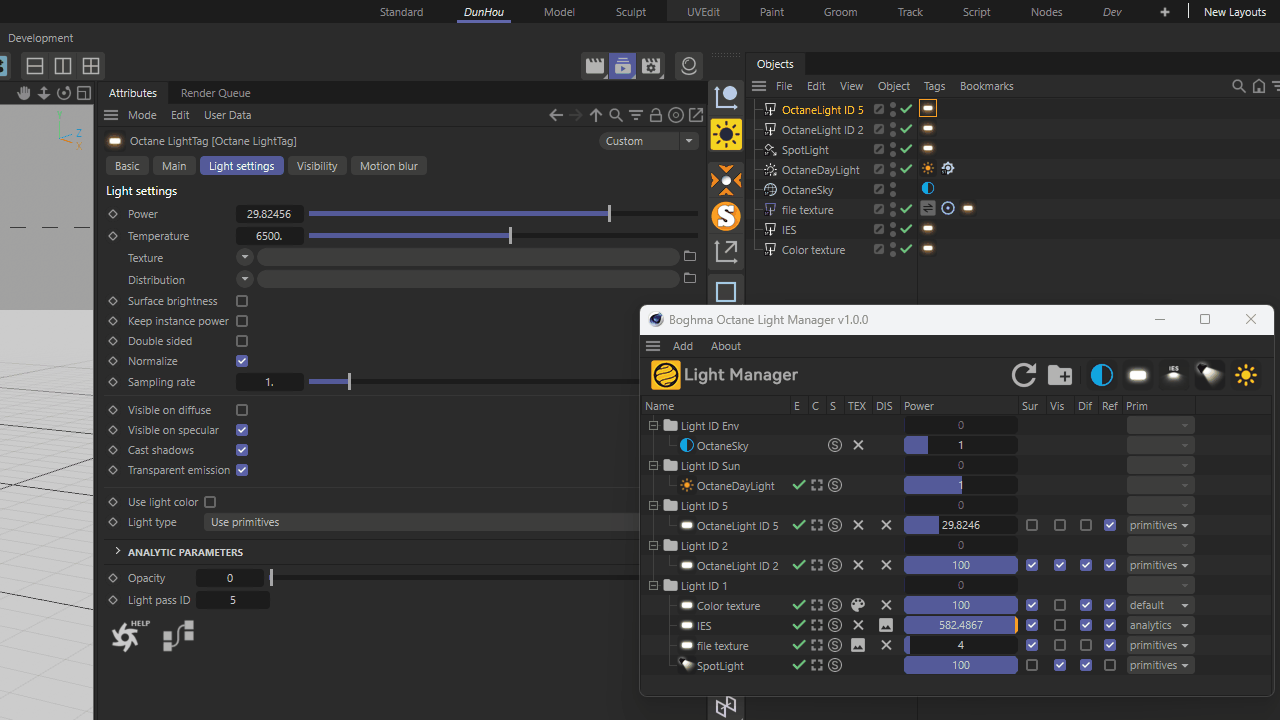 Standard DunHou Model Sculpt UVEdit Paint Groom Track Script Nodes Dev + New Layouts
Development
Attributes Render Queue
Mode Edit User Data
Octane LightTag [Octane LightTag] Custom
Basic Main Light settings Visibility Motion blur
Light settings
Power 29.82456
Temperature 6500.
Texture
Distribution
Surface brightness
Keep instance power
Double sided
Normalize
Sampling rate 1.
Visible on diffuse
Visible on specular
Cast shadows
Transparent emission
Use light color
Light type Use primitives
ANALYTIC PARAMETERS
Opacity 0
Light pass ID 5
HELP
Y
Z
X
S
Objects
File Edit View Object Tags Bookmarks
OctaneLight ID 5
OctaneLight ID 2
SpotLight
OctaneDayLight
OctaneSky
file texture
IES
Color texture
Boghma Octane Light Manager v1.0.0
Add About
Light Manager IES
Name E C S TEX DIS Power Sur Vis Dif Ref Prim
Light ID Env 0
OctaneSky S 1
Light ID Sun 0
OctaneDayLight S 1
Light ID 5 0
OctaneLight ID 5 S 29.8246 primitives
Light ID 2 0
OctaneLight ID 2 S 100 primitives
Light ID 1 0
Color texture S 100 default
IES S 582.4867 analytics
file texture S 4 primitives
SpotLight S 100 primitives